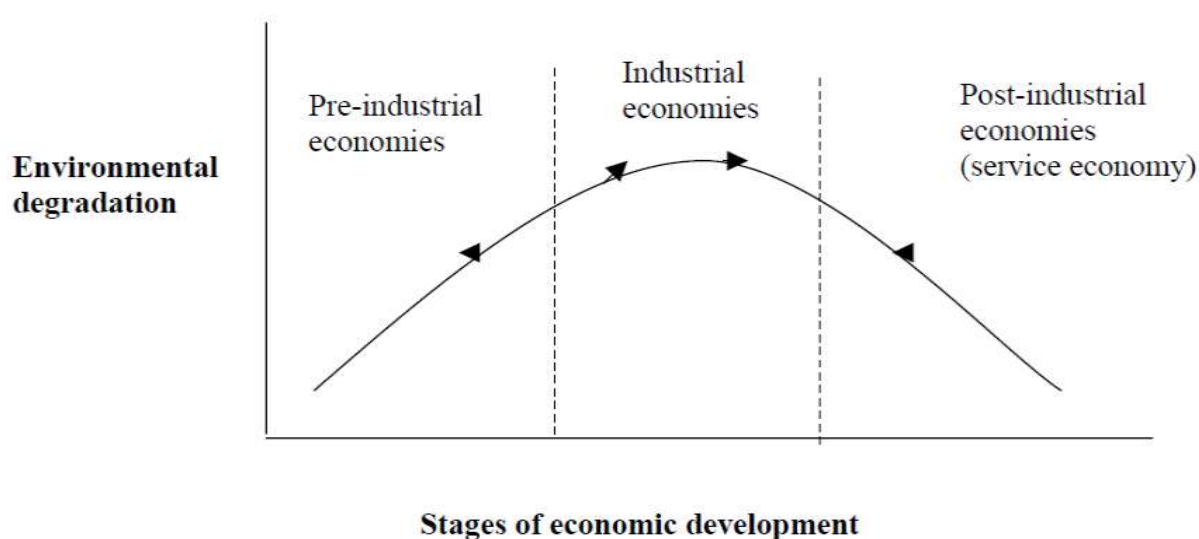 Environmental
degradation
Pre-industrial
economies
Industrial
economies
Post-industrial
economies
(service economy)
Stages of economic development